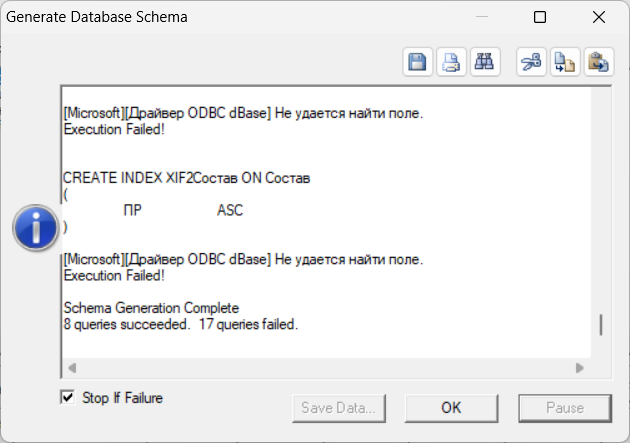 Generate Database Schema
[Microsoft][Драйвер ODBC dBase] Не удается найти поле.
Execution Failed!
CREATE INDEX XIF2Состав ON Состав
(
ПР ASC
)
[Microsoft][Драйвер ODBC dBase] Не удается найти поле.
Execution Failed!
Schema Generation Complete
8 queries succeeded. 17 queries failed.
Stop If Failure
Save Data...
OK
Pause